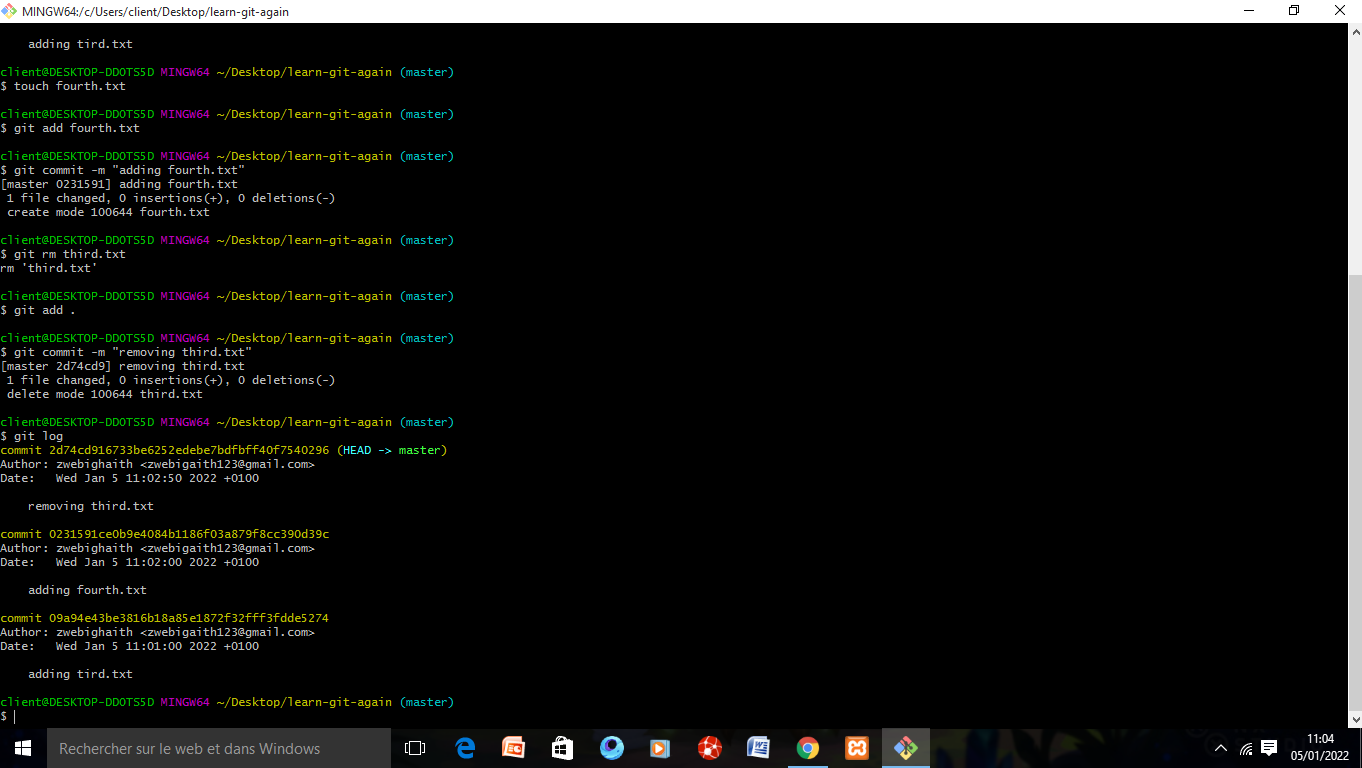 MINGW64:/c/Users/client/Desktop/learn-git-again
adding tird.txt
client@DESKTOP-DDOTS5D MINGW64 ~/Desktop/learn-git-again (master)
$ touch fourth.txt
client@DESKTOP-DDOTS5D MINGW64 ~/Desktop/learn-git-again (master)
$ git add fourth.txt
client@DESKTOP-DDOTS5D MINGW64 ~/Desktop/learn-git-again (master)
$ git commit -m "adding fourth.txt"
[master 0231591] adding fourth.txt
1 file changed, 0 insertions(+), 0 deletions(-)
create mode 100644 fourth.txt
client@DESKTOP-DDOTS5D MINGW64 ~/Desktop/learn-git-again (master)
$ git rm third.txt
rm 'third.txt'
client@DESKTOP-DDOTS5D MINGW64 ~/Desktop/learn-git-again (master)
$ git add .
client@DESKTOP-DDOTS5D MINGW64 ~/Desktop/learn-git-again (master)
$ git commit -m "removing third.txt"
[master 2d74cd9] removing third.txt
1 file changed, 0 insertions(+), 0 deletions(-)
delete mode 100644 third.txt
client@DESKTOP-DDOTS5D MINGW64 ~/Desktop/learn-git-again (master)
$ git log
commit 2d74cd916733be6252edebe7bdfbff40f7540296 (HEAD -> master)
Author: zwebighaith <zwebigaith123@gmail.com>
Date:   Wed Jan 5 11:02:50 2022 +0100
removing third.txt
commit 0231591ce0b9e4084b1186f03a879f8cc390d39c
Author: zwebighaith <zwebigaith123@gmail.com>
Date:   Wed Jan 5 11:02:00 2022 +0100
adding fourth.txt
commit 09a94e43be3816b18a85e1872f32fff3fdde5274
Author: zwebighaith <zwebigaith123@gmail.com>
Date:   Wed Jan 5 11:01:00 2022 +0100
adding tird.txt
client@DESKTOP-DDOTS5D MINGW64 ~/Desktop/learn-git-again (master)
$
Rechercher sur le web et dans Windows
11:04
05/01/2022